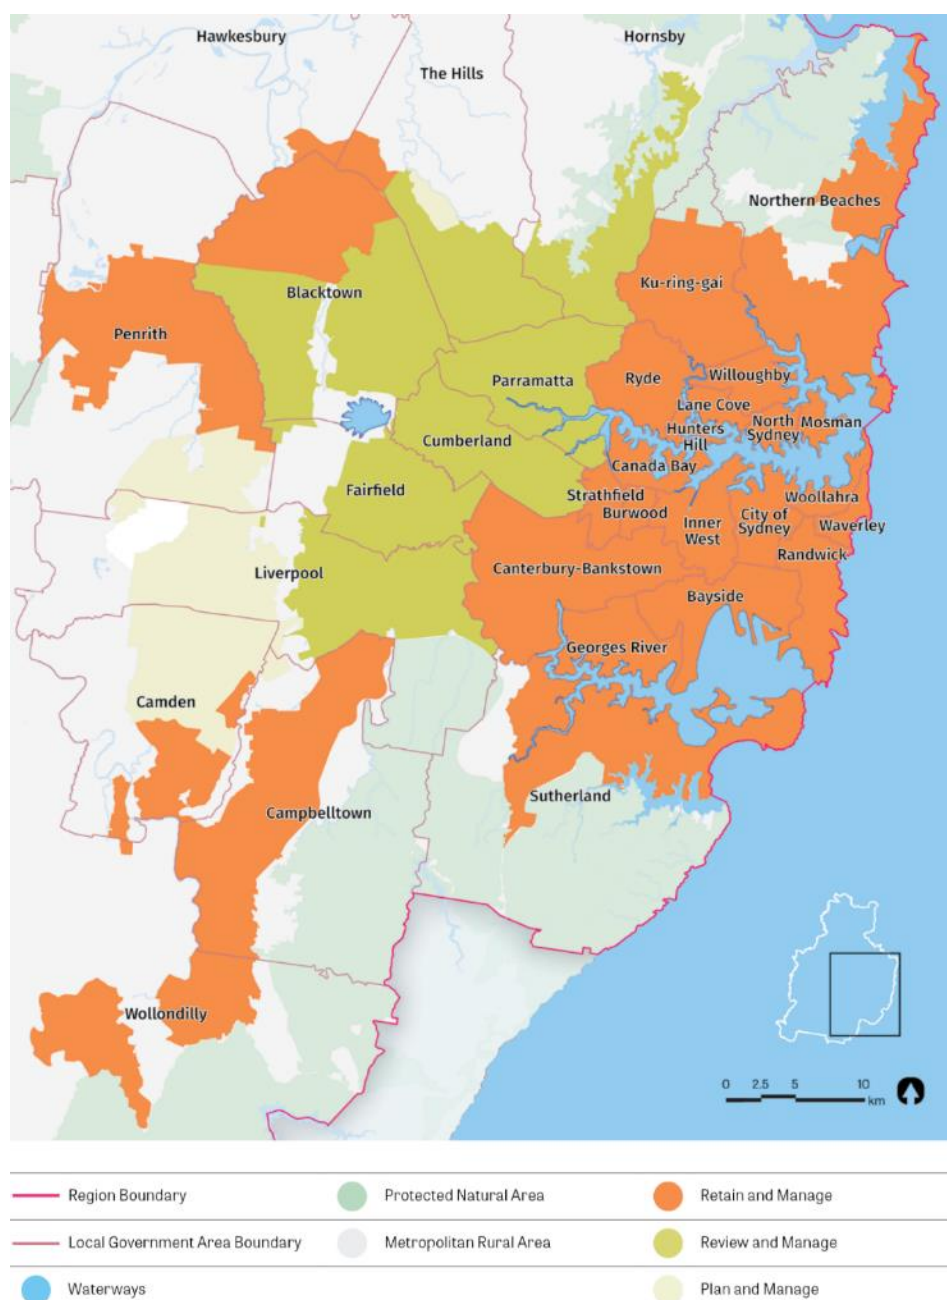 Hawkesbury
Hornsby
The Hills
Northern Beaches
Ku-ring-gai
Blacktown
Penrith
Parramatta
Ryde
Willoughby
Lane Cove
Hunters
Hill
North
Sydney
Mosman
Cumberland
Canada Bay
Fairfield
Strathfield
Burwood
Woollahra
Inner
West
City of
Sydney
Waverley
Randwick
Liverpool
Canterbury-Bankstown
Bayside
Georges River
Camden
Sutherland
Campbelltown
Wollondilly
0 2.5 5 10
km
Region Boundary
Protected Natural Area
Retain and Manage
Local Government Area Boundary
Metropolitan Rural Area
Review and Manage
Waterways
Plan and Manage